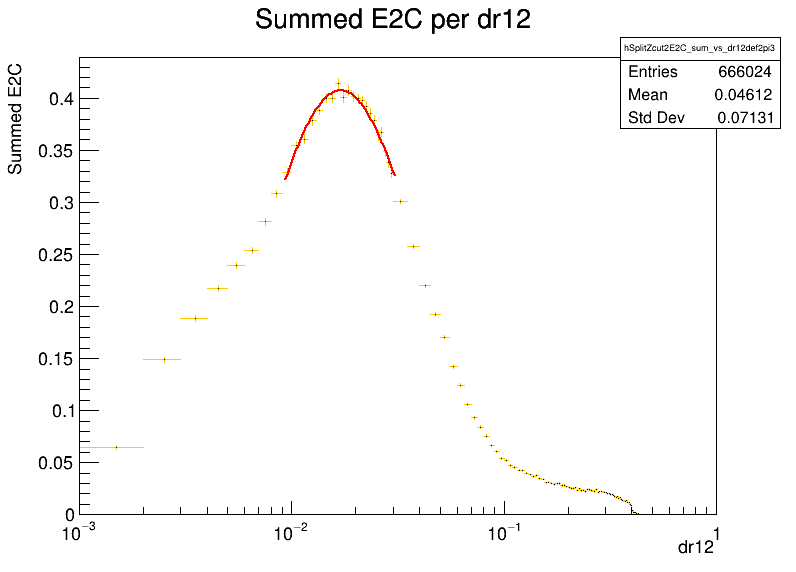 Summed E2C per dr12
hSplitZcut2E2C_sum_vs_dr12def2pi3
Entries 666024
Mean 0.04612
Std Dev 0.07131
Summed E2C
0.4
0.35
0.3
0.25
0.2
0.15
0.1
0.05
0
10⁻³ 10⁻² 10⁻¹ 1
dr12